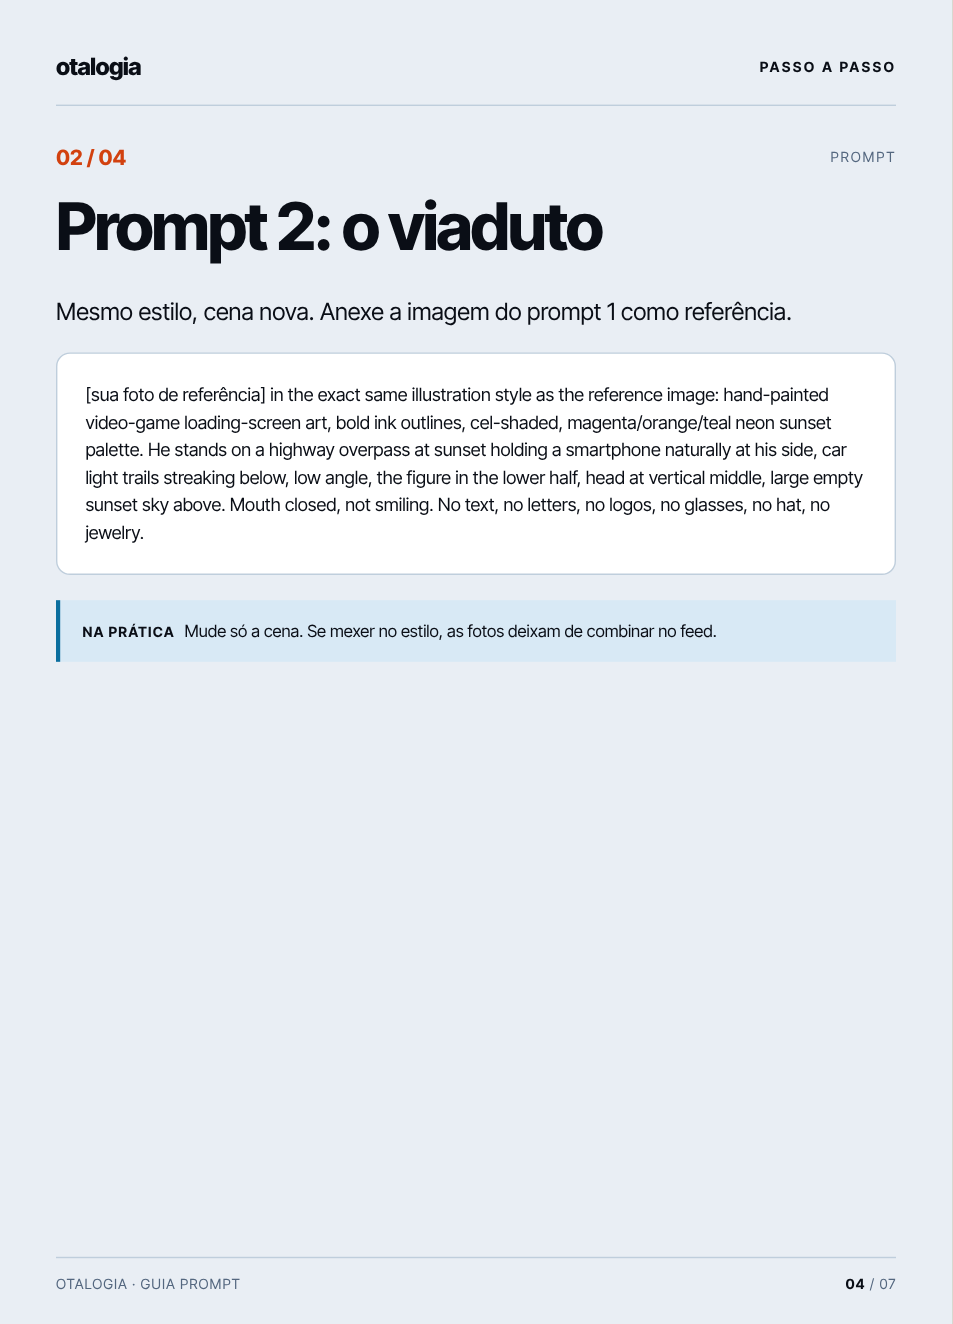 otalogia
PASSO A PASSO
02 / 04
PROMPT
Prompt 2: o viaduto
Mesmo estilo, cena nova. Anexe a imagem do prompt 1 como referência.
[sua foto de referência] in the exact same illustration style as the reference image: hand-painted
video-game loading-screen art, bold ink outlines, cel-shaded, magenta/orange/teal neon sunset
palette. He stands on a highway overpass at sunset holding a smartphone naturally at his side, car
light trails streaking below, low angle, the figure in the lower half, head at vertical middle, large empty
sunset sky above. Mouth closed, not smiling. No text, no letters, no logos, no glasses, no hat, no
jewelry.
NA PRÁTICA Mude só a cena. Se mexer no estilo, as fotos deixam de combinar no feed.
OTALOGIA · GUIA PROMPT
04 / 07